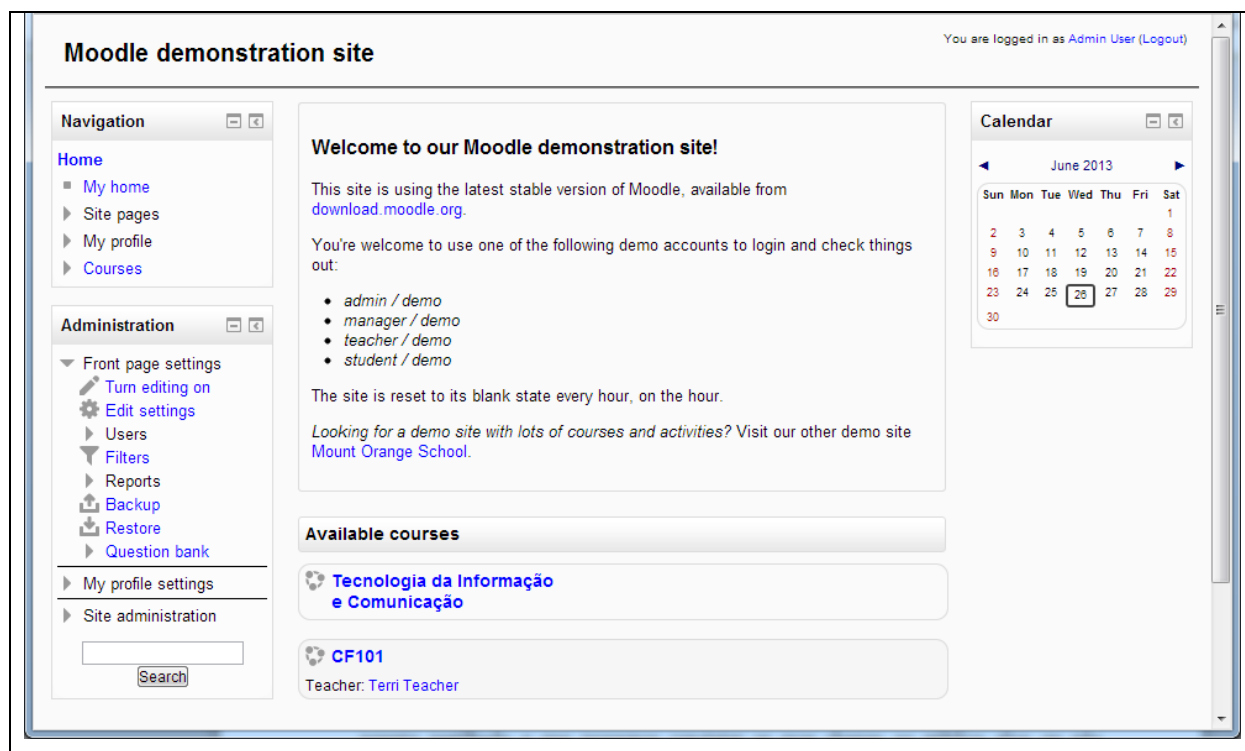 Moodle demonstration site
You are logged in as Admin User (Logout)
Navigation
Home
My home
Site pages
My profile
Courses
Administration
Front page settings
Turn editing on
Edit settings
Users
Filters
Reports
Backup
Restore
Question bank
My profile settings
Site administration
Search
Welcome to our Moodle demonstration site!
This site is using the latest stable version of Moodle, available from
download.moodle.org.
You're welcome to use one of the following demo accounts to login and check things
out:
admin / demo
manager / demo
teacher / demo
student / demo
The site is reset to its blank state every hour, on the hour.
Looking for a demo site with lots of courses and activities? Visit our other demo site
Mount Orange School.
Available courses
Tecnologia da Informação
e Comunicação
CF101
Teacher: Terri Teacher
Calendar
June 2013
Sun Mon Tue Wed Thu Fri Sat
1
2 3 4 5 6 7 8
9 10 11 12 13 14 15
16 17 18 19 20 21 22
23 24 25 26 27 28 29
30